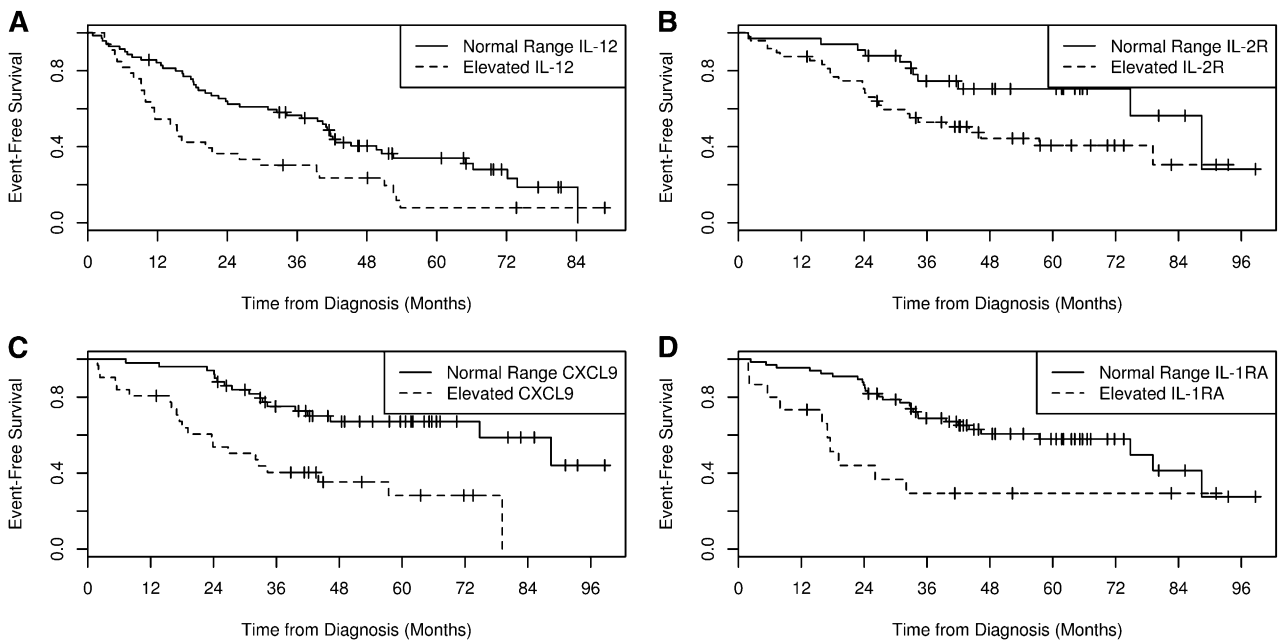 A
Normal Range IL-12
Elevated IL-12
Event-Free Survival
0.8
0.4
0.0
0 12 24 36 48 60 72 84
Time from Diagnosis (Months)
B
Normal Range IL-2R
Elevated IL-2R
Event-Free Survival
0.8
0.4
0.0
0 12 24 36 48 60 72 84 96
Time from Diagnosis (Months)
C
Normal Range CXCL9
Elevated CXCL9
Event-Free Survival
0.8
0.4
0.0
0 12 24 36 48 60 72 84 96
Time from Diagnosis (Months)
D
Normal Range IL-1RA
Elevated IL-1RA
Event-Free Survival
0.8
0.4
0.0
0 12 24 36 48 60 72 84 96
Time from Diagnosis (Months)